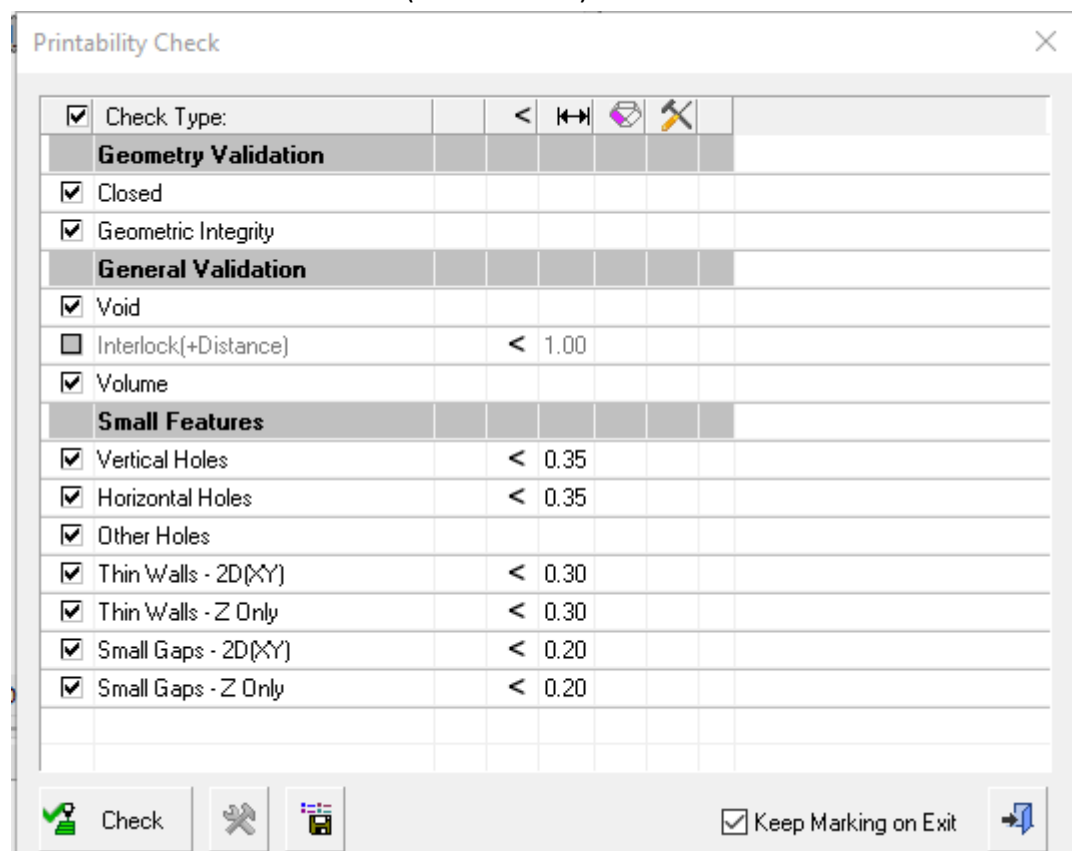 Printability Check
Check Type: <
Geometry Validation
Closed
Geometric Integrity
General Validation
Void
Interlock(+Distance) < 1.00
Volume
Small Features
Vertical Holes < 0.35
Horizontal Holes < 0.35
Other Holes
Thin Walls - 2D(XY) < 0.30
Thin Walls - Z Only < 0.30
Small Gaps - 2D(XY) < 0.20
Small Gaps - Z Only < 0.20
Check
Keep Marking on Exit